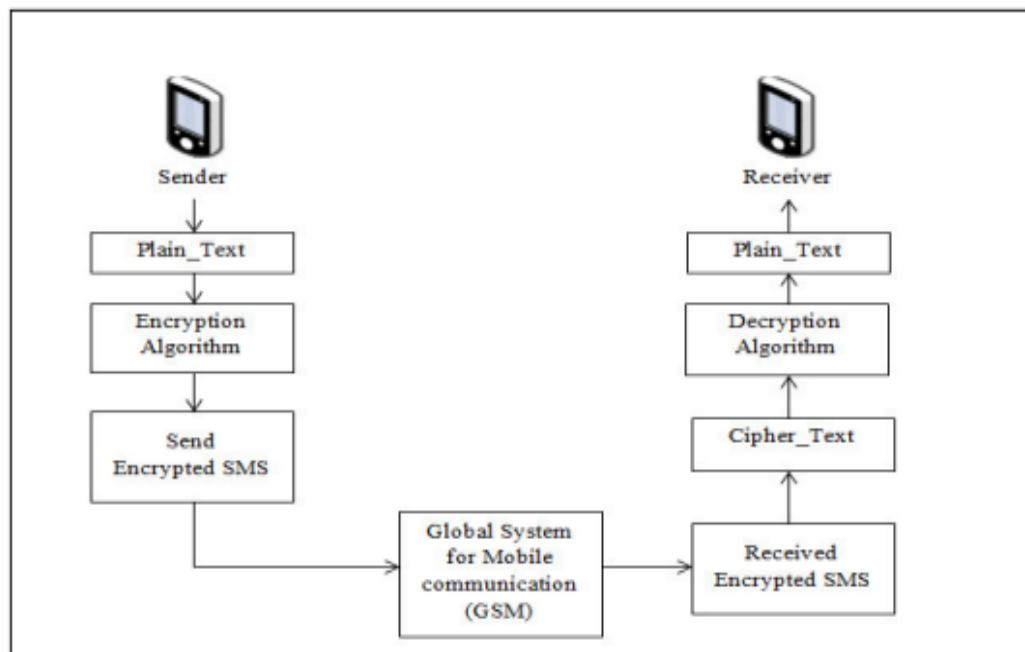 Sender
Plain_Text
Encryption
Algorithm
Send
Encrypted SMS
Global System
for Mobile
communication
(GSM)
Received
Encrypted SMS
Cipher_Text
Decryption
Algorithm
Plain_Text
Receiver